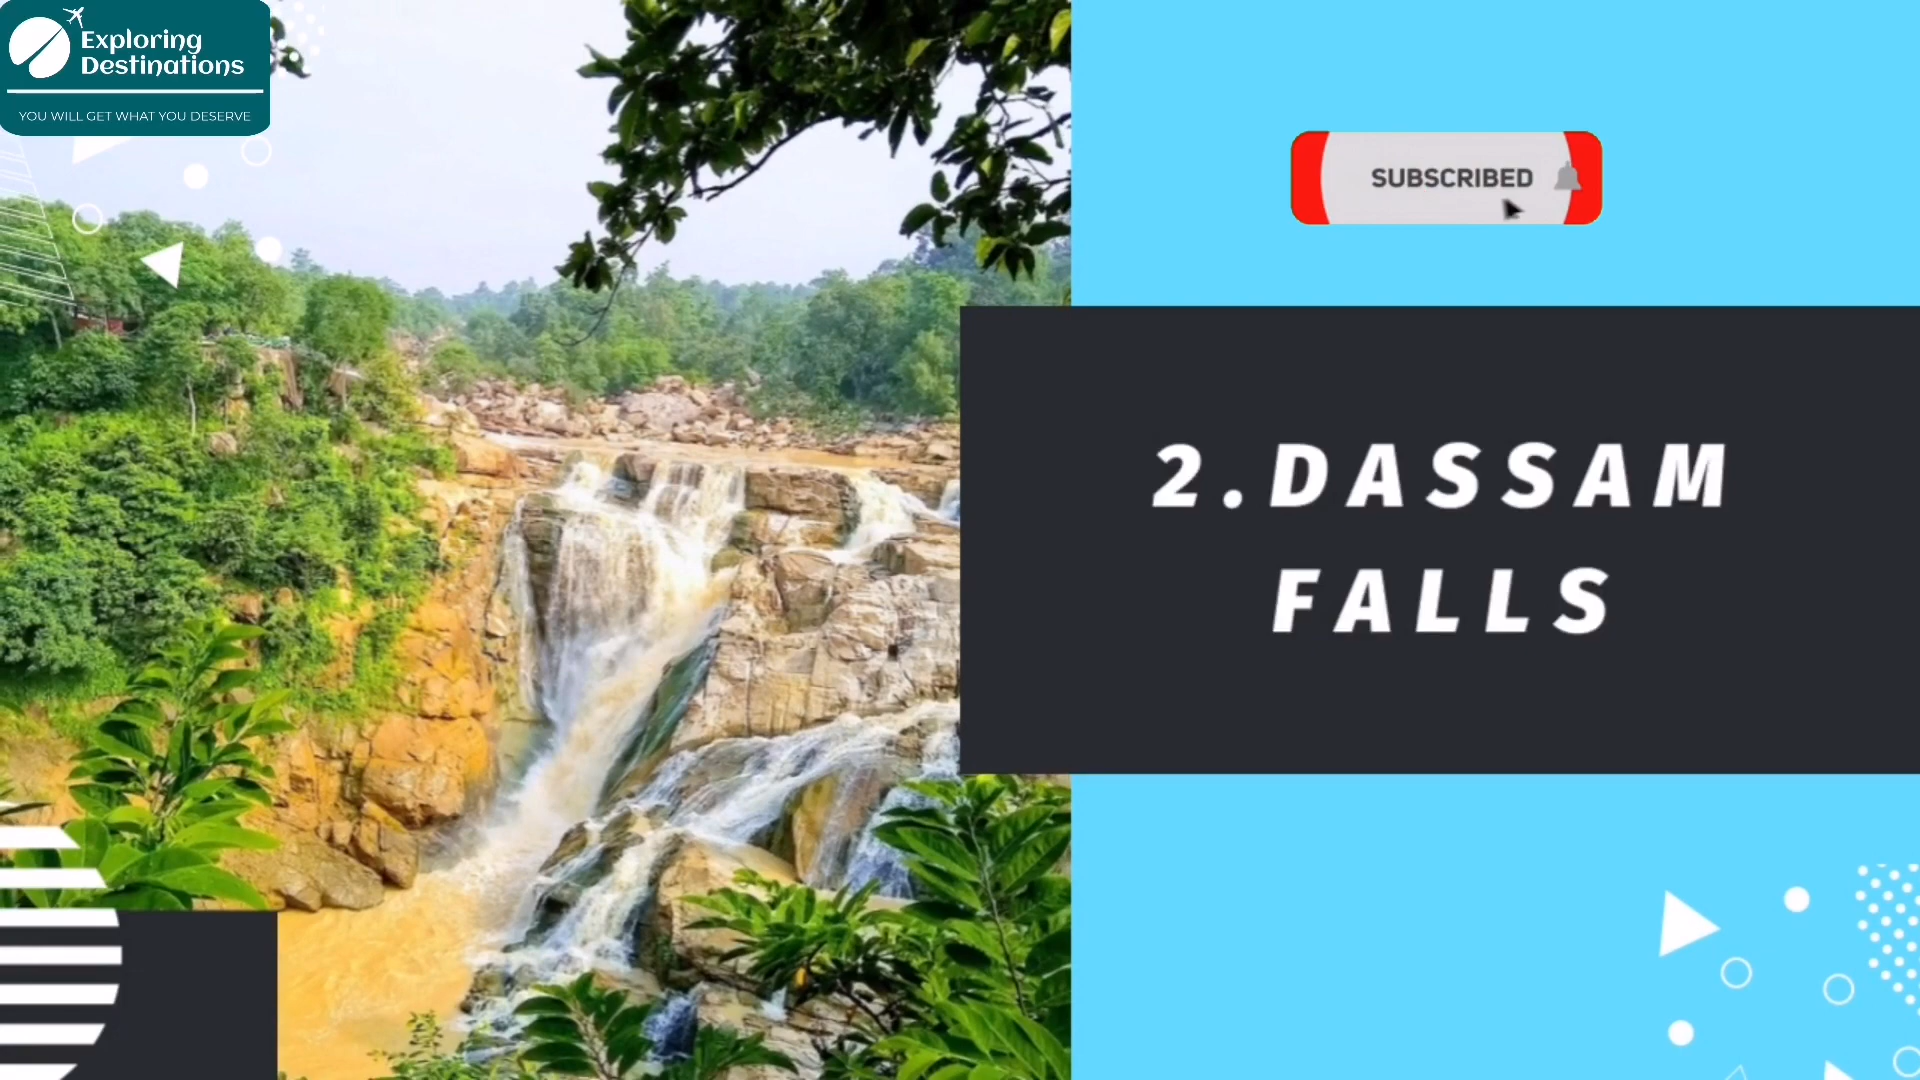 Exploring
Destinations
YOU WILL GET WHAT YOU DESERVE
SUBSCRIBED
2.DASSAM
FALLS